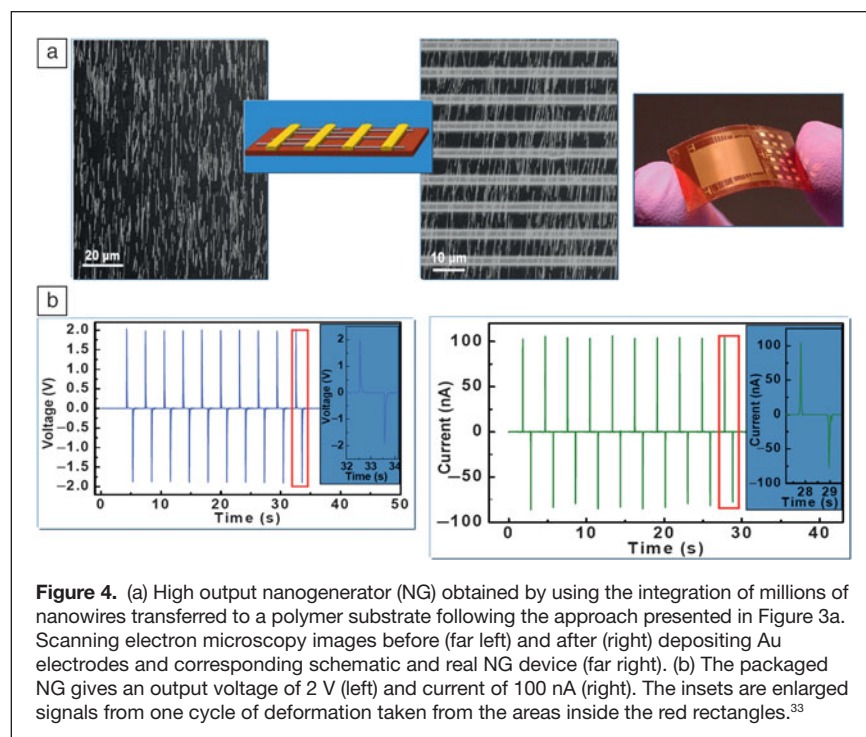 a
20 µm
10 µm
b
2.0
1.5
1.0
0.5
0.0
−0.5
−1.0
−1.5
−2.0
Voltage (V)
0 10 20 30 40 50
Time (s)
2
1
0
−1
−2
Voltage (V)
32 33 34
Time (s)
100
50
0
−50
−100
Current (nA)
0 10 20 30 40
Time (s)
100
50
0
−50
−100
Current (nA)
28 29
Time (s)
Figure 4. (a) High output nanogenerator (NG) obtained by using the integration of millions of
nanowires transferred to a polymer substrate following the approach presented in Figure 3a.
Scanning electron microscopy images before (far left) and after (right) depositing Au
electrodes and corresponding schematic and real NG device (far right). (b) The packaged
NG gives an output voltage of 2 V (left) and current of 100 nA (right). The insets are enlarged
signals from one cycle of deformation taken from the areas inside the red rectangles.³³